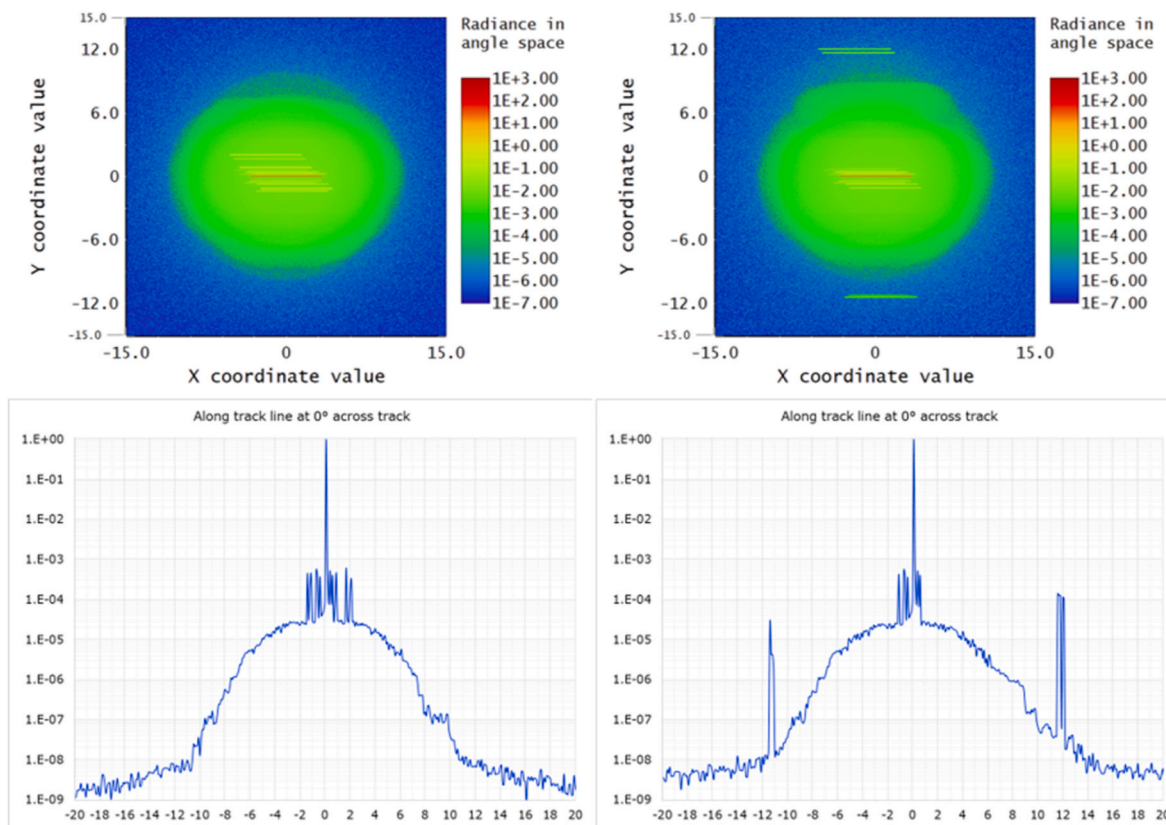 15.0
12.0
6.0
0
-6.0
-12.0
-15.0
-15.0 0 15.0
Y coordinate value
X coordinate value
Radiance in
angle space
1E+3.00
1E+2.00
1E+1.00
1E+0.00
1E-1.00
1E-2.00
1E-3.00
1E-4.00
1E-5.00
1E-6.00
1E-7.00
15.0
12.0
6.0
0
-6.0
-12.0
-15.0
-15.0 0 15.0
Y coordinate value
X coordinate value
Radiance in
angle space
1E+3.00
1E+2.00
1E+1.00
1E+0.00
1E-1.00
1E-2.00
1E-3.00
1E-4.00
1E-5.00
1E-6.00
1E-7.00
Along track line at 0° across track
1.E+00
1.E-01
1.E-02
1.E-03
1.E-04
1.E-05
1.E-06
1.E-07
1.E-08
1.E-09
-20 -18 -16 -14 -12 -10 -8 -6 -4 -2 0 2 4 6 8 10 12 14 16 18 20
Along track line at 0° across track
1.E+00
1.E-01
1.E-02
1.E-03
1.E-04
1.E-05
1.E-06
1.E-07
1.E-08
1.E-09
-20 -18 -16 -14 -12 -10 -8 -6 -4 -2 0 2 4 6 8 10 12 14 16 18 20